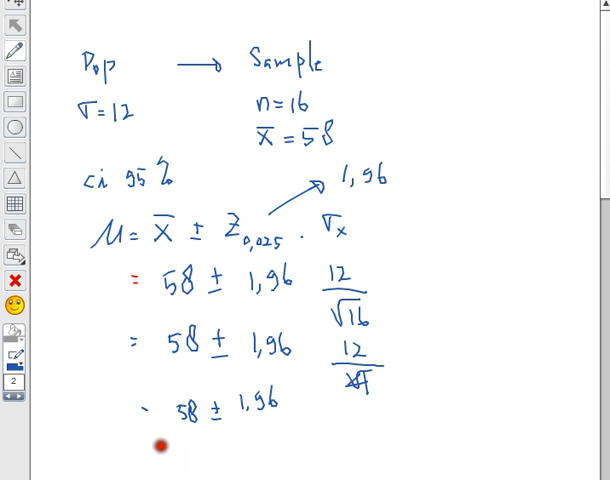 Pop → Sample
σ = 12 n = 16
x̄ = 58
ci 95%
1,96
μ = x̄ ± Z0,025 . σx
= 58 ± 1,96 12/√16
= 58 ± 1,96 12/
= 58 ± 1,96
2